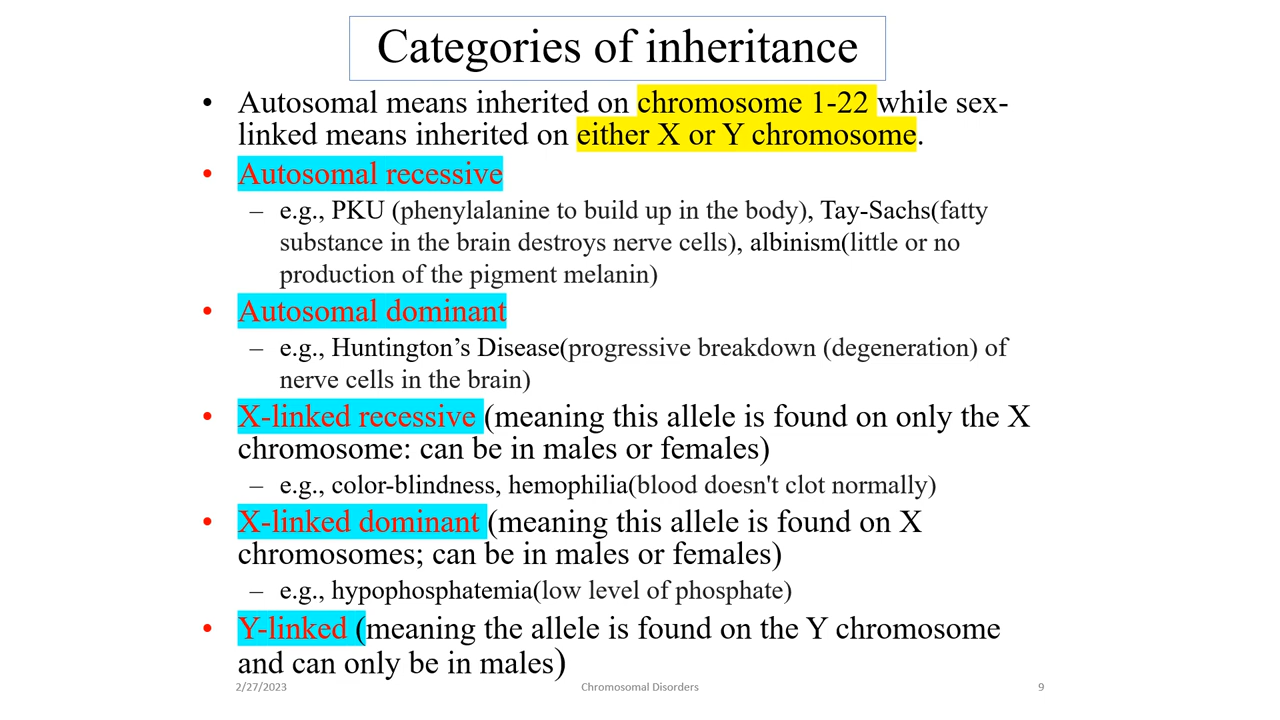 Categories of inheritance
• Autosomal means inherited on chromosome 1-22 while sex-
linked means inherited on either X or Y chromosome.
• Autosomal recessive
– e.g., PKU (phenylalanine to build up in the body), Tay-Sachs(fatty
substance in the brain destroys nerve cells), albinism(little or no
production of the pigment melanin)
• Autosomal dominant
– e.g., Huntington’s Disease(progressive breakdown (degeneration) of
nerve cells in the brain)
• X-linked recessive (meaning this allele is found on only the X
chromosome: can be in males or females)
– e.g., color-blindness, hemophilia(blood doesn't clot normally)
• X-linked dominant (meaning this allele is found on X
chromosomes; can be in males or females)
– e.g., hypophosphatemia(low level of phosphate)
• Y-linked (meaning the allele is found on the Y chromosome
and can only be in males)
2/27/2023 Chromosomal Disorders 9